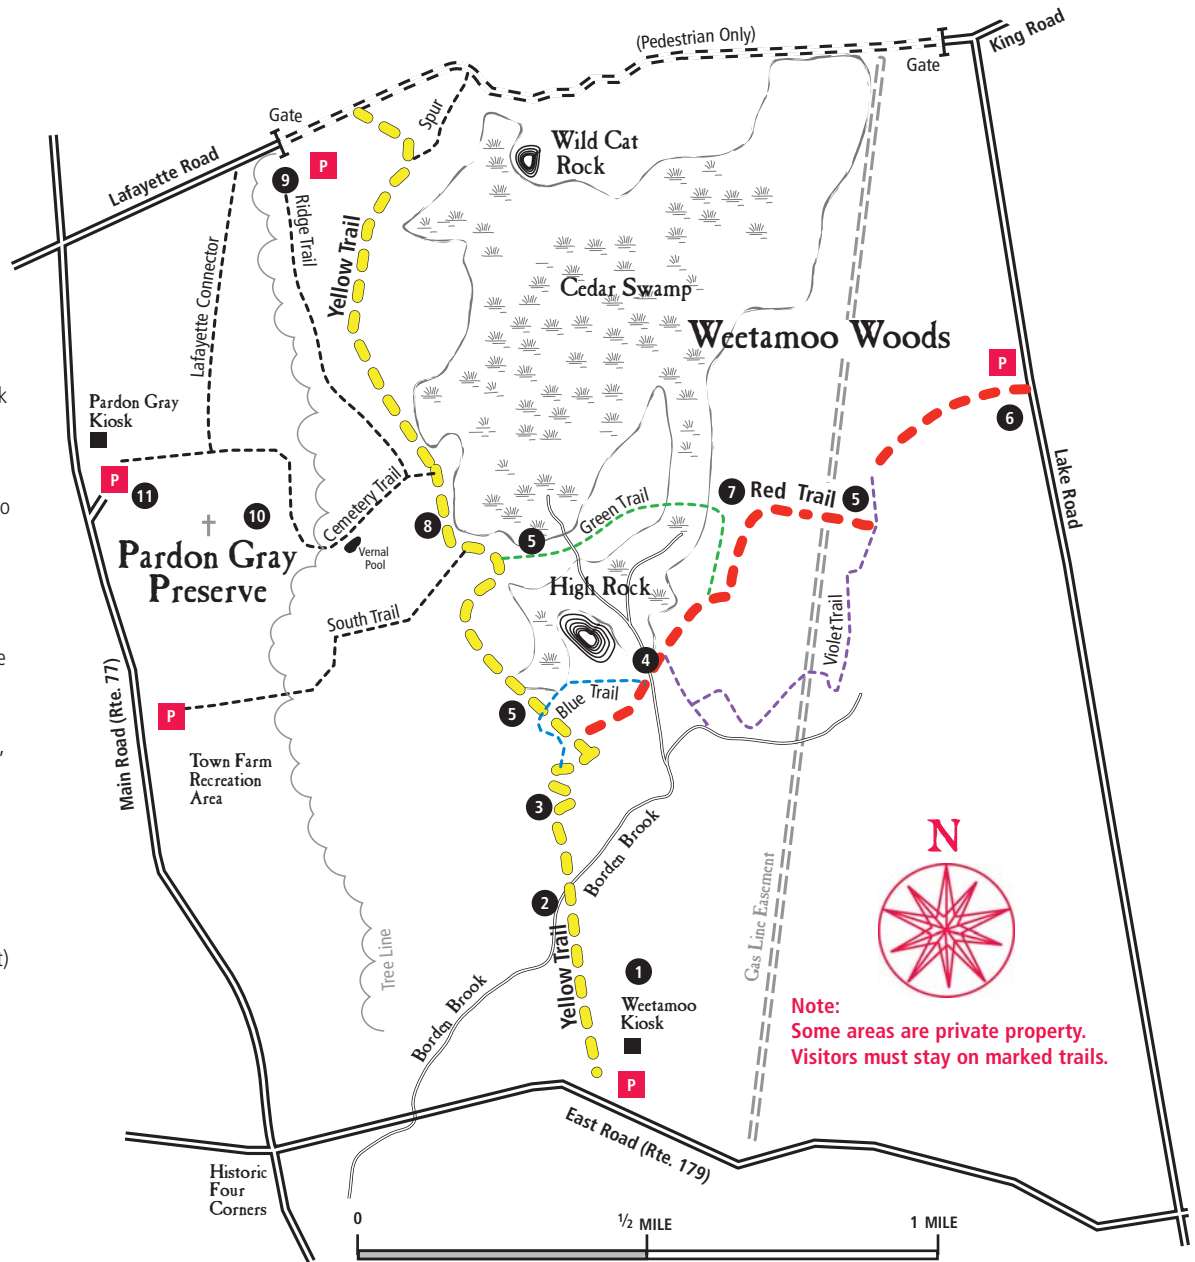 (Pedestrian Only)
King Road
Gate
Gate
Spur
Wild Cat
Rock
Lafayette Road
P
9
Ridge Trail
Yellow Trail
Lafayette Connector
Cedar Swamp
Weetamoo Woods
P
6
k
Pardon Gray
Kiosk
P
11
10
Cemetery Trail
8
7
Red Trail
5
Lake Road
o
Green Trail
5
Vernal
Pool
Pardon Gray
Preserve
High Rock
South Trail
Violet Trail
e
4
Main Road (Rte. 77)
P
5
Blue Trail
,
Town Farm
Recreation
Area
3
Borden Brook
N
2
Gas Line Easement
Yellow Trail
Tree Line
t)
1
Weetamoo
Kiosk
Borden Brook
Note:
Some areas are private property.
Visitors must stay on marked trails.
P
East Road (Rte. 179)
Historic
Four
Corners
0
1/2 MILE
1 MILE